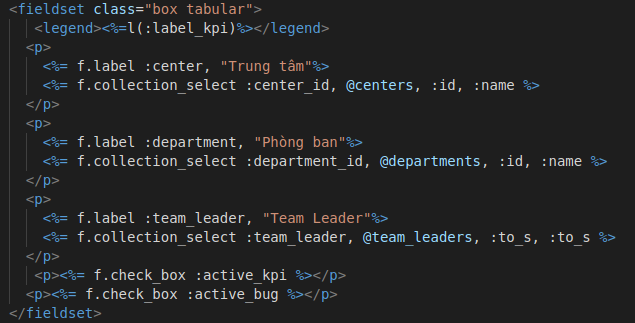 <fieldset class="box tabular">
<legend><%=l(:label_kpi)%></legend>
<p>
<%= f.label :center, "Trung tâm"%>
<%= f.collection_select :center_id, @centers, :id, :name %>
</p>
<p>
<%= f.label :department, "Phòng ban"%>
<%= f.collection_select :department_id, @departments, :id, :name %>
</p>
<p>
<%= f.label :team_leader, "Team Leader"%>
<%= f.collection_select :team_leader, @team_leaders, :to_s, :to_s %>
</p>
<p><%= f.check_box :active_kpi %></p>
<p><%= f.check_box :active_bug %></p>
</fieldset>